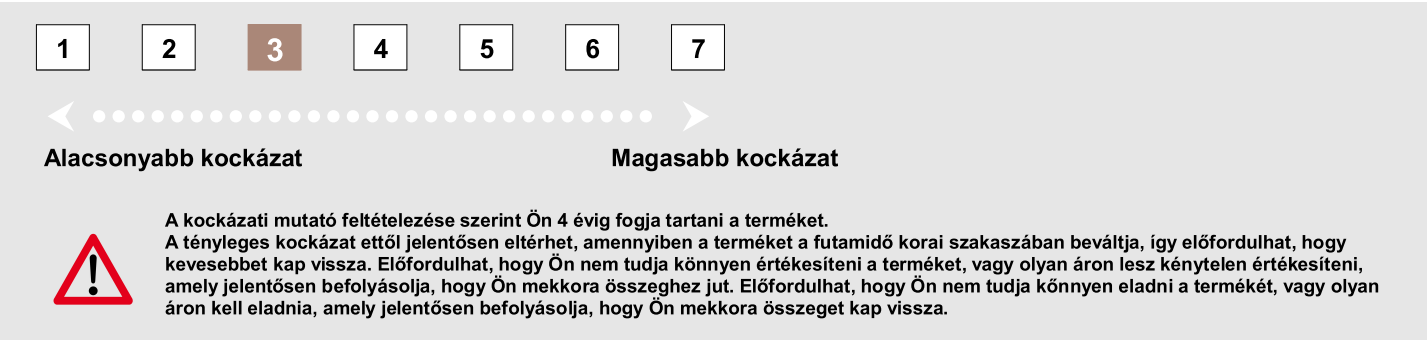 1 2 3 4 5 6 7
Alacsonyabb kockázat Magasabb kockázat
A kockázati mutató feltételezése szerint Ön 4 évig fogja tartani a terméket.
A tényleges kockázat ettől jelentősen eltérhet, amennyiben a terméket a futamidő korai szakaszában beváltja, így előfordulhat, hogy
kevesebbet kap vissza. Előfordulhat, hogy Ön nem tudja könnyen értékesíteni a terméket, vagy olyan áron lesz kénytelen értékesíteni,
amely jelentősen befolyásolja, hogy Ön mekkora összeghez jut. Előfordulhat, hogy Ön nem tudja kőnnyen eladni a termékét, vagy olyan
áron kell eladnia, amely jelentősen befolyásolja, hogy Ön mekkora összeget kap vissza.